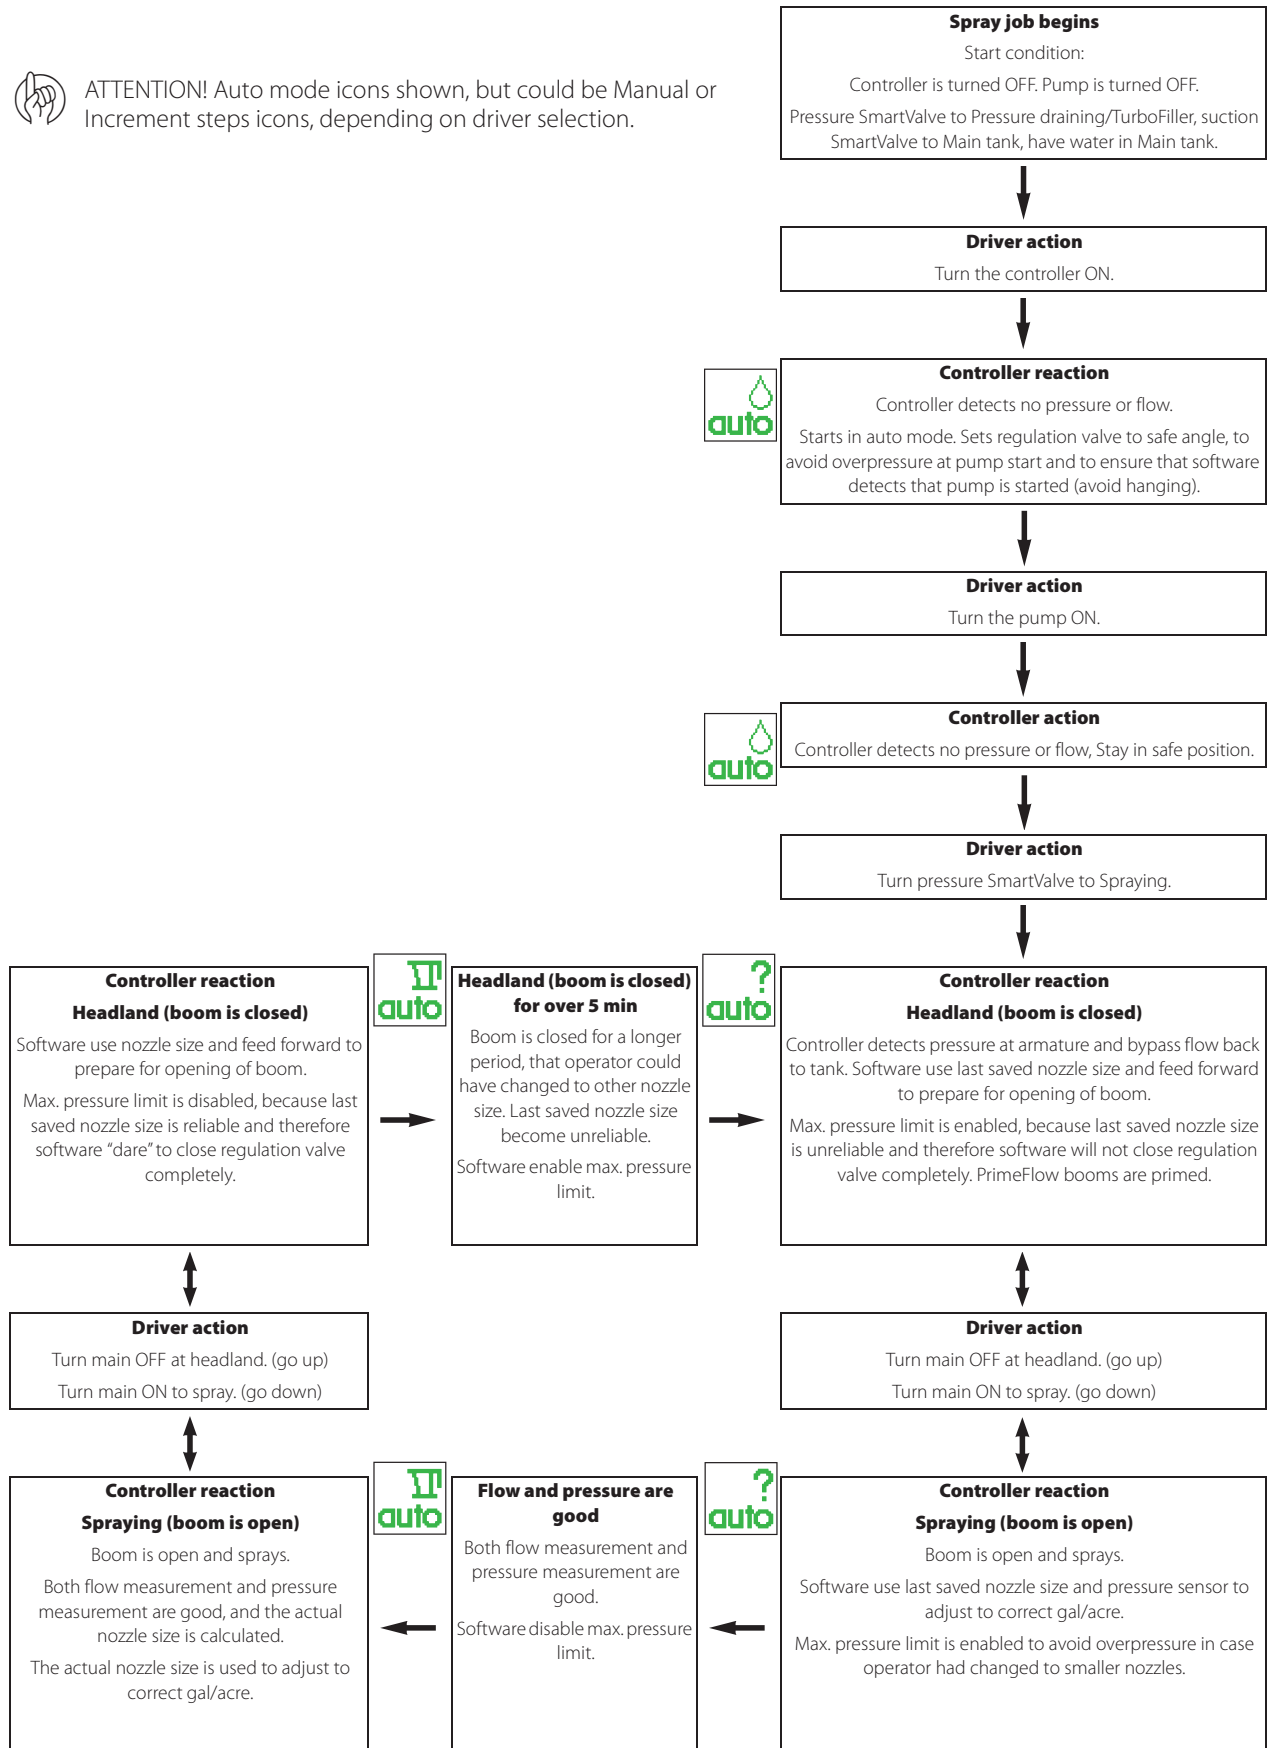 ATTENTION! Auto mode icons shown, but could be Manual or
Increment steps icons, depending on driver selection.
Spray job begins
Start condition:
Controller is turned OFF. Pump is turned OFF.
Pressure SmartValve to Pressure draining/TurboFiller, suction
SmartValve to Main tank, have water in Main tank.
Driver action
Turn the controller ON.
auto
Controller reaction
Controller detects no pressure or flow.
Starts in auto mode. Sets regulation valve to safe angle, to
avoid overpressure at pump start and to ensure that software
detects that pump is started (avoid hanging).
Driver action
Turn the pump ON.
auto
Controller action
Controller detects no pressure or flow, Stay in safe position.
Driver action
Turn pressure SmartValve to Spraying.
Controller reaction
Headland (boom is closed)
Software use nozzle size and feed forward to
prepare for opening of boom.
Max. pressure limit is disabled, because last
saved nozzle size is reliable and therefore
software “dare” to close regulation valve
completely.
auto
Headland (boom is closed)
for over 5 min
Boom is closed for a longer
period, that operator could
have changed to other nozzle
size. Last saved nozzle size
become unreliable.
Software enable max. pressure
limit.
?
auto
Controller reaction
Headland (boom is closed)
Controller detects pressure at armature and bypass flow back
to tank. Software use last saved nozzle size and feed forward
to prepare for opening of boom.
Max. pressure limit is enabled, because last saved nozzle size
is unreliable and therefore software will not close regulation
valve completely. PrimeFlow booms are primed.
Driver action
Turn main OFF at headland. (go up)
Turn main ON to spray. (go down)
Driver action
Turn main OFF at headland. (go up)
Turn main ON to spray. (go down)
Controller reaction
Spraying (boom is open)
Boom is open and sprays.
Both flow measurement and pressure
measurement are good, and the actual
nozzle size is calculated.
The actual nozzle size is used to adjust to
correct gal/acre.
auto
Flow and pressure are
good
Both flow measurement and
pressure measurement are
good.
Software disable max. pressure
limit.
?
auto
Controller reaction
Spraying (boom is open)
Boom is open and sprays.
Software use last saved nozzle size and pressure sensor to
adjust to correct gal/acre.
Max. pressure limit is enabled to avoid overpressure in case
operator had changed to smaller nozzles.